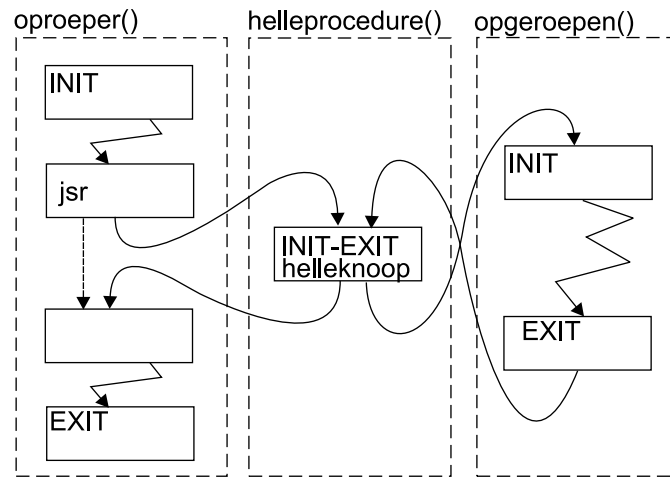 oproeper()
helleprocedure()
opgeroepen()
INIT
jsr
EXIT
INIT-EXIT
helleknoop
INIT
EXIT